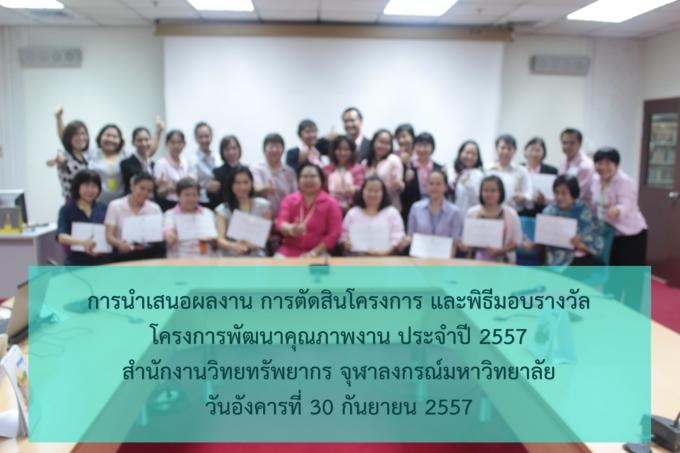 การนำเสนอผลงาน การตัดสินโครงการ และพิธีมอบรางวัล
โครงการพัฒนาคุณภาพงาน ประจำปี 2557
สำนักงานวิทยทรัพยากร จุฬาลงกรณ์มหาวิทยาลัย
วันอังคารที่ 30 กันยายน 2557